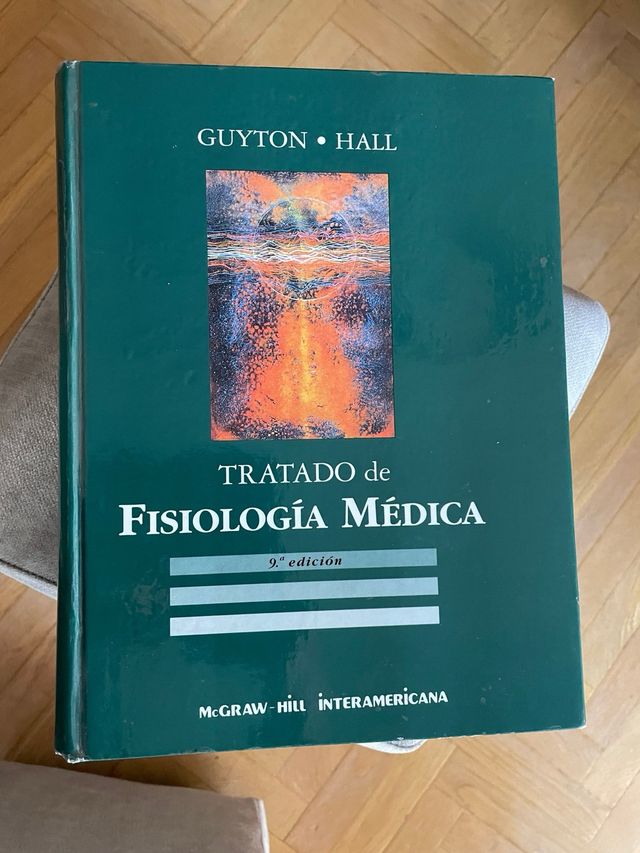 GUYTON • HALL
TRATADO de
FISIOLOGÍA MÉDICA
9.ª edición
McGRAW-HILL INTERAMERICANA